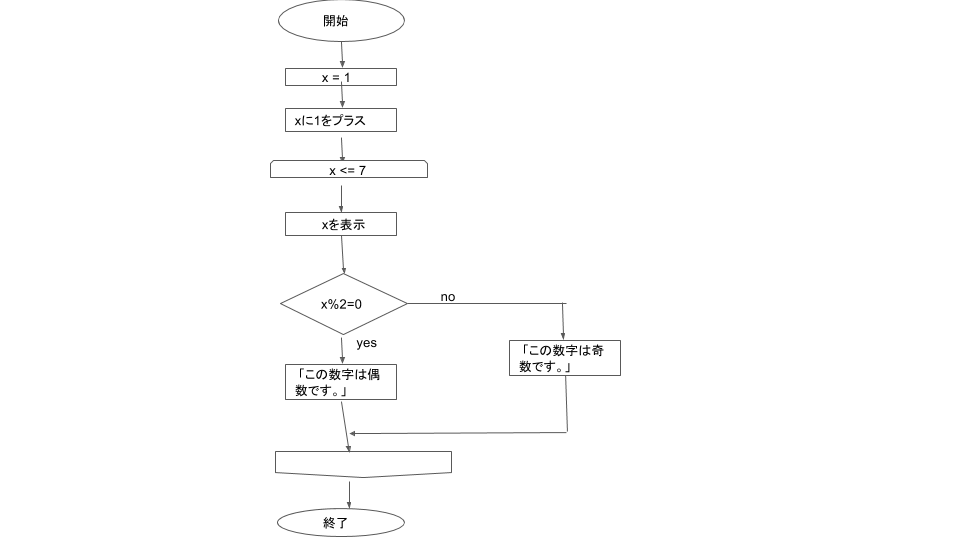 開始
x = 1
xに1をプラス
x <= 7
xを表示
x%2=0
no
yes
「この数字は奇
数です。」
「この数字は偶
数です。」
終了